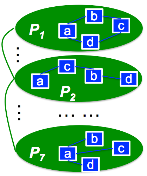 P1
a b c d
⋮
a c b d
P2
⋮ ... ...
a b c d
P7